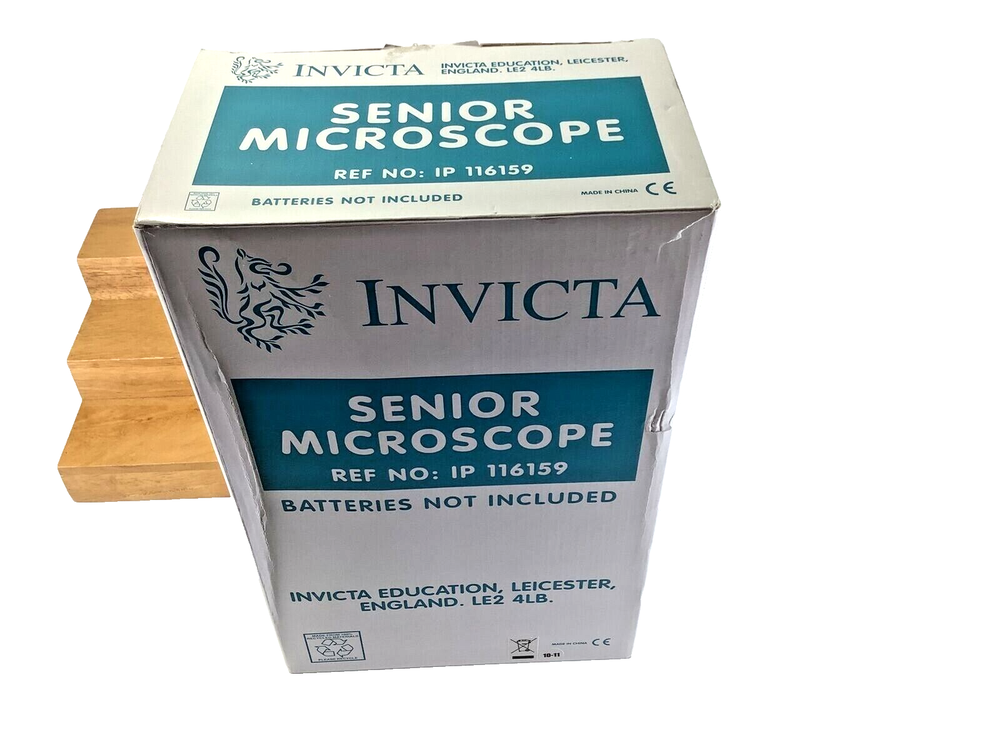 INVICTA
INVICTA EDUCATION, LEICESTER,
ENGLAND. LE2 4LB.
SENIOR
MICROSCOPE
REF NO: IP 116159
BATTERIES NOT INCLUDED
MADE IN CHINA CE
INVICTA
SENIOR
MICROSCOPE
REF NO: IP 116159
BATTERIES NOT INCLUDED
INVICTA EDUCATION, LEICESTER,
ENGLAND. LE2 4LB.
PLEASE RECYCLE
10-11
MADE IN CHINA CE